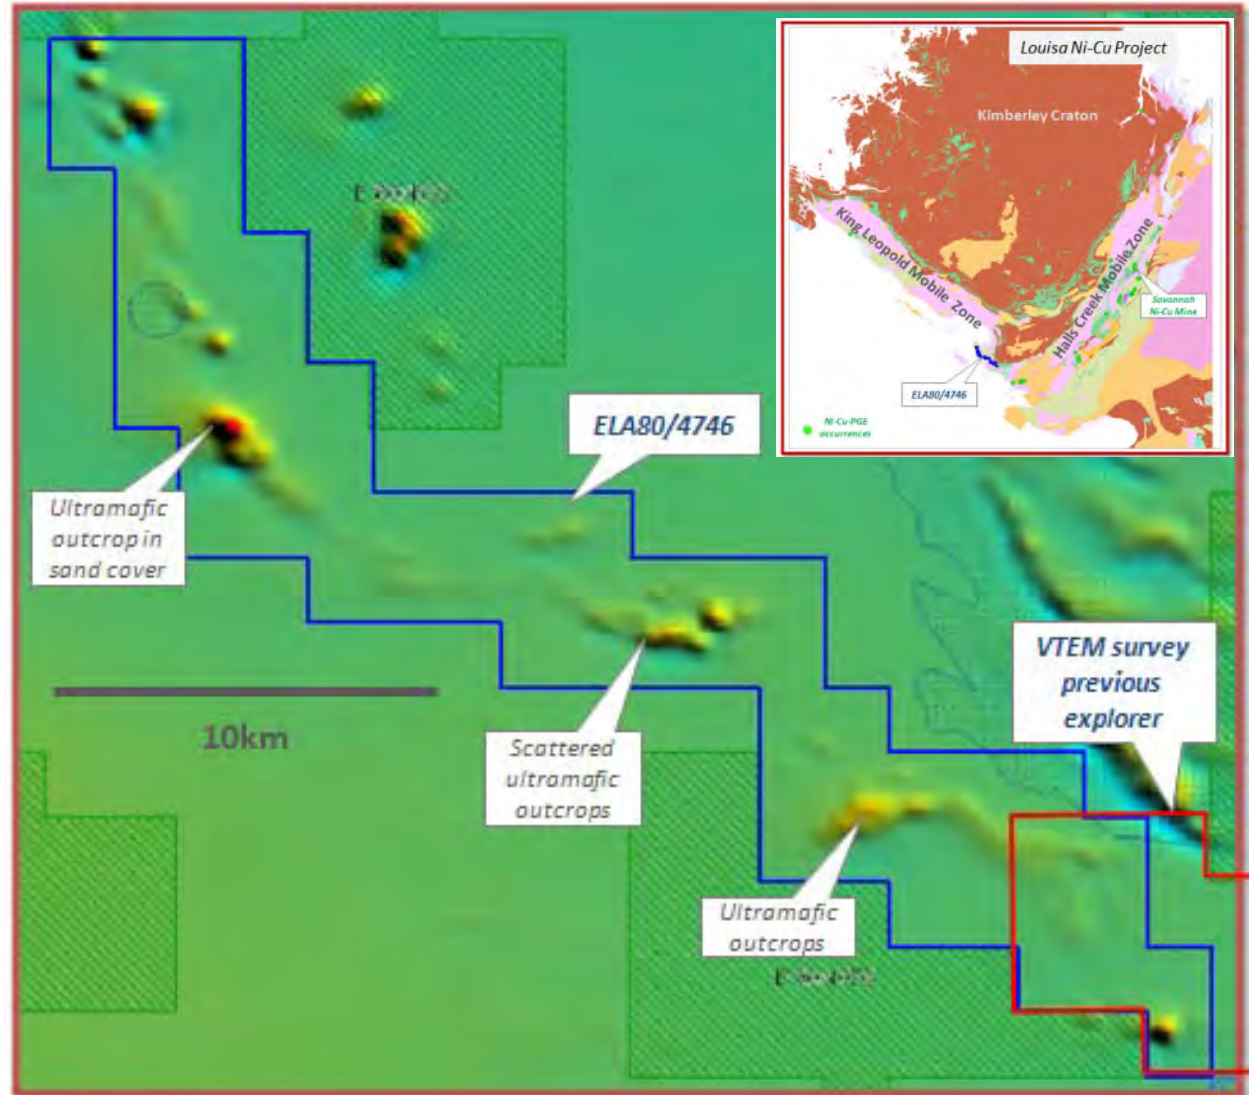 Louisa Ni-Cu Project
Kimberley Craton
King Leopold Mobile Zone
Halls Creek Mobile Zone
Savannah
Ni-Cu Mine
ELA80/4746
Ni-Cu-PGE
occurrences
ELA80/4746
Ultramafic
outcrop in
sand cover
VTEM survey
previous
explorer
10km
Scattered
ultramafic
outcrops
Ultramafic
outcrops